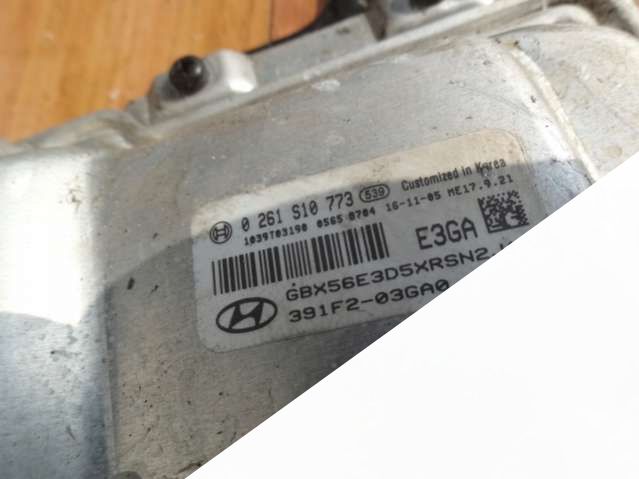 0 261 S10 773 539 Customized in Korea
1039T03190 0565 0704 16-11-05 ME17.9.21
E3GA
GBX56E3D5XRSN2
391F2-03GA0